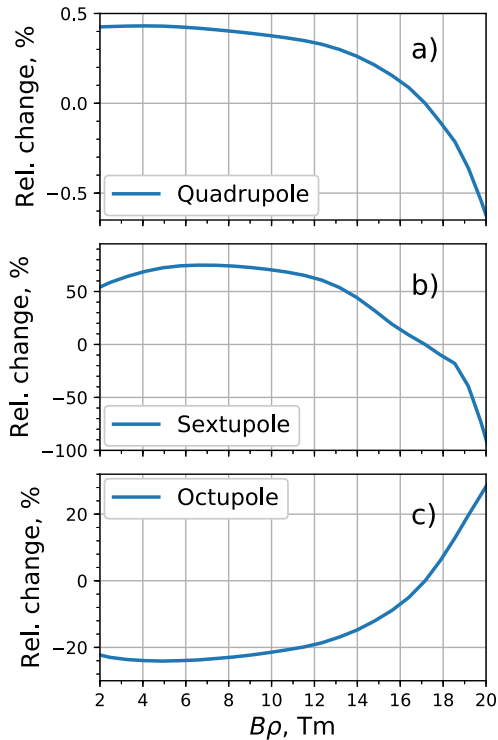 0.5
0.0
−0.5
Rel. change, %
a)
Quadrupole
50
0
−50
−100
Rel. change, %
b)
Sextupole
20
0
−20
Rel. change, %
Octupole
c)
2 4 6 8 10 12 14 16 18 20
Bρ, Tm